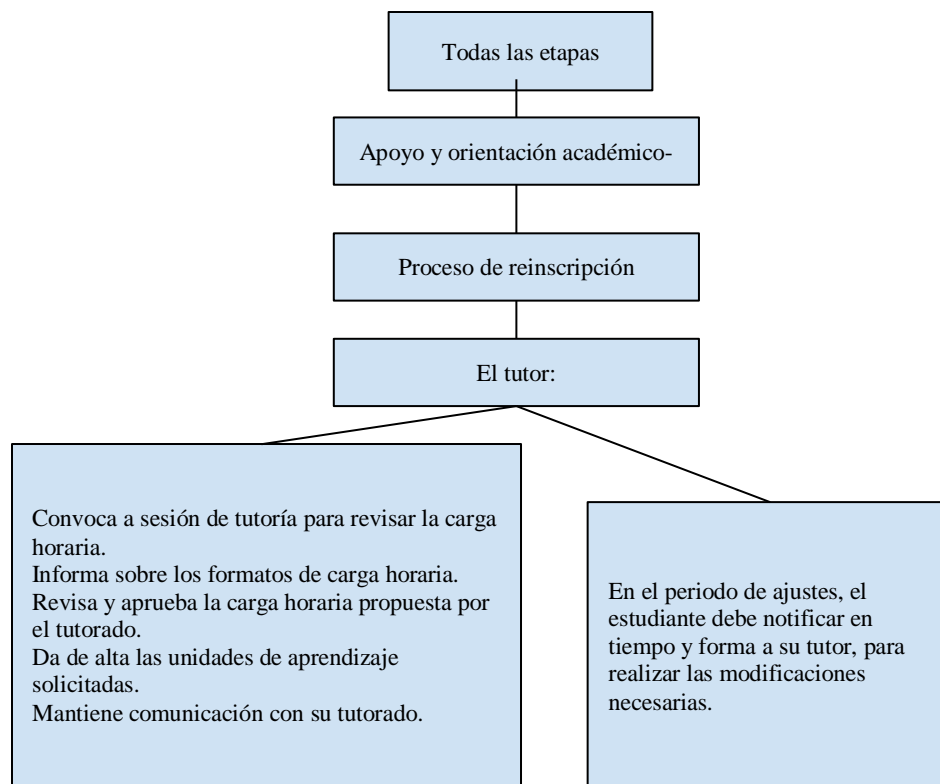 Todas las etapas
Apoyo y orientación académico-
Proceso de reinscripción
El tutor:
Convoca a sesión de tutoría para revisar la carga
horaria.
Informa sobre los formatos de carga horaria.
Revisa y aprueba la carga horaria propuesta por
el tutorado.
Da de alta las unidades de aprendizaje
solicitadas.
Mantiene comunicación con su tutorado.
En el periodo de ajustes, el
estudiante debe notificar en
tiempo y forma a su tutor, para
realizar las modificaciones
necesarias.